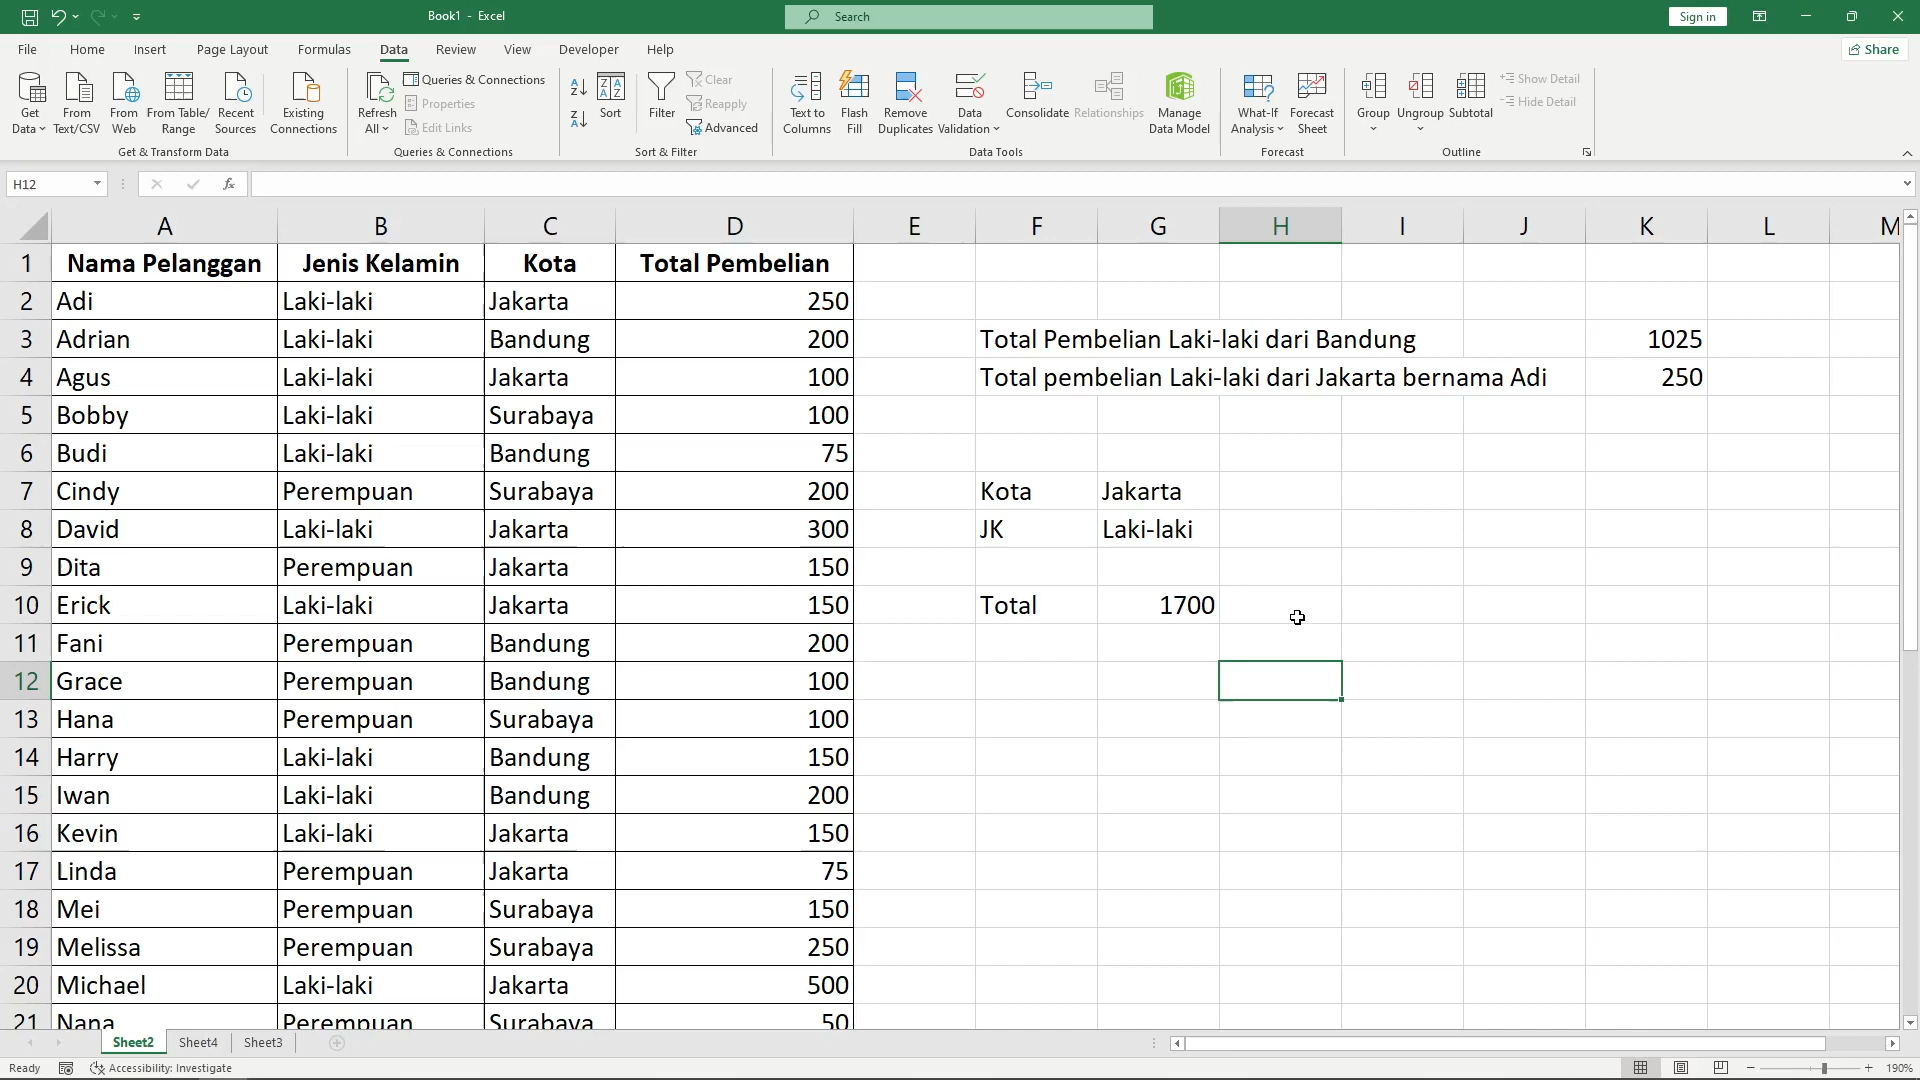 Book1 - Excel
Search
Sign in
File Home Insert Page Layout Formulas Data Review View Developer Help
Share
Get Data
From Text/CSV
From Web
From Table/ Range
Recent Sources
Existing Connections
Get & Transform Data
Refresh All
Queries & Connections
Properties
Edit Links
Queries & Connections
Sort
Filter
Clear
Reapply
Advanced
Sort & Filter
Text to Columns
Flash Fill
Remove Duplicates
Data Validation
Consolidate
Relationships
Manage Data Model
Data Tools
What-If Analysis
Forecast Sheet
Forecast
Group
Ungroup
Subtotal
Show Detail
Hide Detail
Outline
H12
fx
A B C D E F G H I J K L M
1 Nama Pelanggan Jenis Kelamin Kota Total Pembelian
2 Adi Laki-laki Jakarta 250
3 Adrian Laki-laki Bandung 200 Total Pembelian Laki-laki dari Bandung 1025
4 Agus Laki-laki Jakarta 100 Total pembelian Laki-laki dari Jakarta bernama Adi 250
5 Bobby Laki-laki Surabaya 100
6 Budi Laki-laki Bandung 75
7 Cindy Perempuan Surabaya 200 Kota Jakarta
8 David Laki-laki Jakarta 300 JK Laki-laki
9 Dita Perempuan Jakarta 150
10 Erick Laki-laki Jakarta 150 Total 1700
11 Fani Perempuan Bandung 200
12 Grace Perempuan Bandung 100
13 Hana Perempuan Surabaya 100
14 Harry Laki-laki Bandung 150
15 Iwan Laki-laki Bandung 200
16 Kevin Laki-laki Jakarta 150
17 Linda Perempuan Jakarta 75
18 Mei Perempuan Surabaya 150
19 Melissa Perempuan Surabaya 250
20 Michael Laki-laki Jakarta 500
21 Nana Perempuan Surabaya 50
Sheet2 Sheet4 Sheet3
Ready Accessibility: Investigate 190%